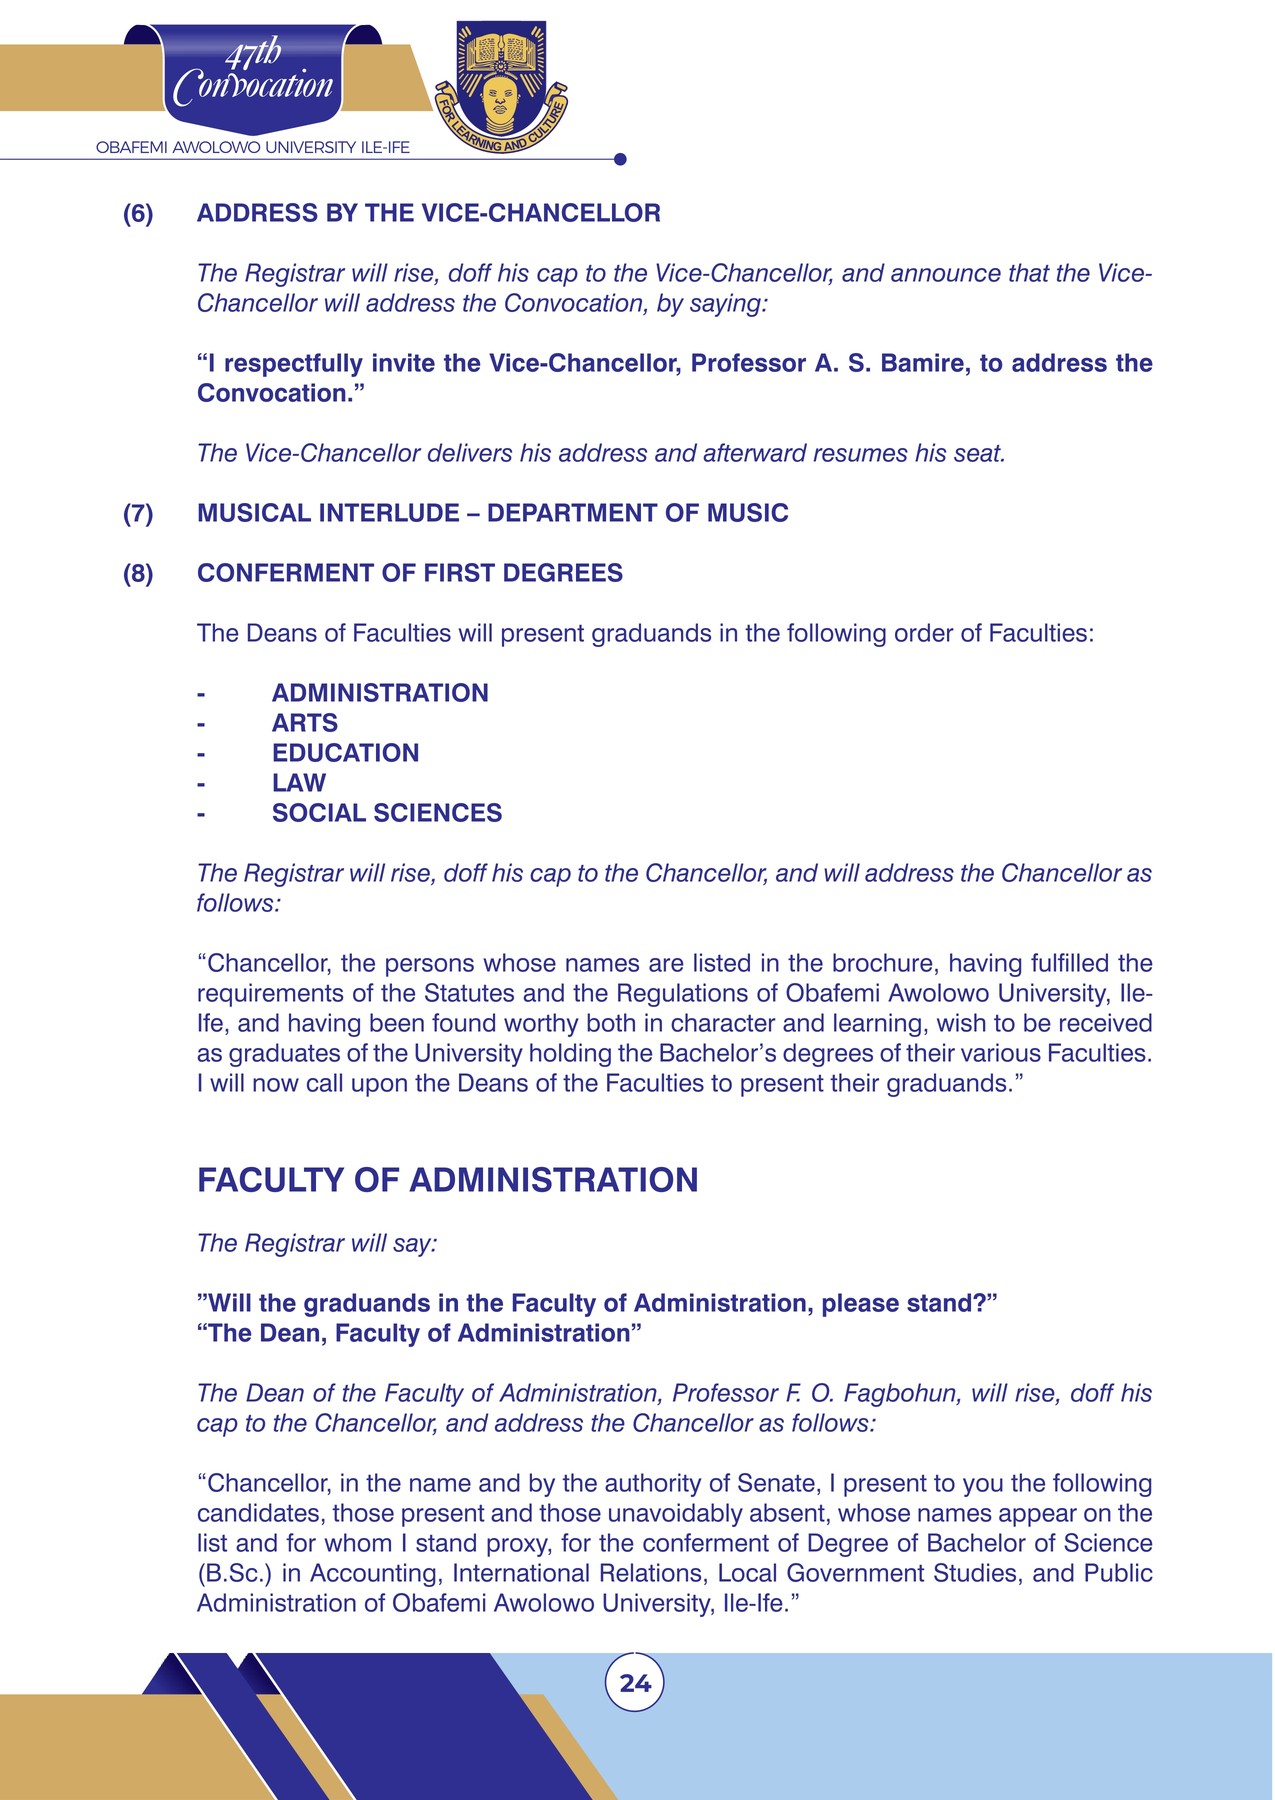 47th
Convocation
FOR LEARNING AND CULTURE
OBAFEMI AWOLOWO UNIVERSITY ILE-IFE
(6) ADDRESS BY THE VICE-CHANCELLOR
The Registrar will rise, doff his cap to the Vice-Chancellor, and announce that the Vice-
Chancellor will address the Convocation, by saying:
“I respectfully invite the Vice-Chancellor, Professor A. S. Bamire, to address the
Convocation.”
The Vice-Chancellor delivers his address and afterward resumes his seat.
(7) MUSICAL INTERLUDE – DEPARTMENT OF MUSIC
(8) CONFERMENT OF FIRST DEGREES
The Deans of Faculties will present graduands in the following order of Faculties:
- ADMINISTRATION
- ARTS
- EDUCATION
- LAW
- SOCIAL SCIENCES
The Registrar will rise, doff his cap to the Chancellor, and will address the Chancellor as
follows:
“Chancellor, the persons whose names are listed in the brochure, having fulfilled the
requirements of the Statutes and the Regulations of Obafemi Awolowo University, Ile-
Ife, and having been found worthy both in character and learning, wish to be received
as graduates of the University holding the Bachelor’s degrees of their various Faculties.
I will now call upon the Deans of the Faculties to present their graduands.”
FACULTY OF ADMINISTRATION
The Registrar will say:
”Will the graduands in the Faculty of Administration, please stand?”
“The Dean, Faculty of Administration”
The Dean of the Faculty of Administration, Professor F. O. Fagbohun, will rise, doff his
cap to the Chancellor, and address the Chancellor as follows:
“Chancellor, in the name and by the authority of Senate, I present to you the following
candidates, those present and those unavoidably absent, whose names appear on the
list and for whom I stand proxy, for the conferment of Degree of Bachelor of Science
(B.Sc.) in Accounting, International Relations, Local Government Studies, and Public
Administration of Obafemi Awolowo University, Ile-Ife.”
24